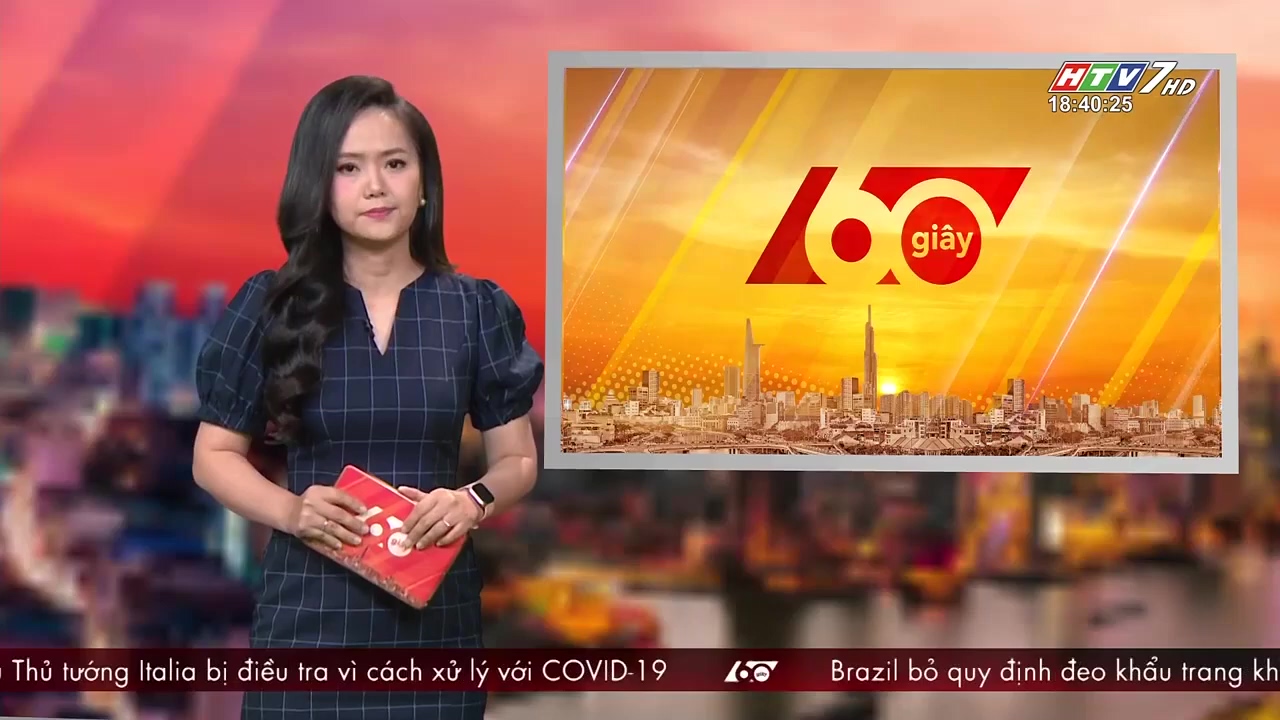 HTV7 HD
18:40:25
60
giây
60
giây
Thủ tướng Italia bị điều tra vì cách xử lý với COVID-19 60 giây Brazil bỏ quy định đeo khẩu trang kh